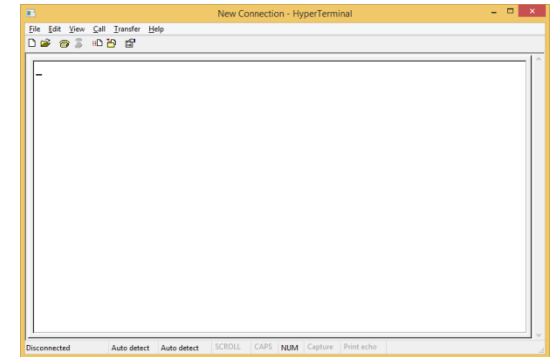 New Connection - HyperTerminal
File Edit View Call Transfer Help
Disconnected Auto detect Auto detect SCROLL CAPS NUM Capture Print echo